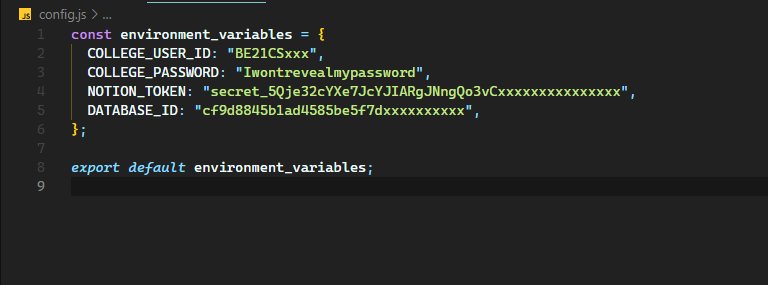 JS config.js > ...
1 const environment_variables = {
2 COLLEGE_USER_ID: "BE21CSxxx",
3 COLLEGE_PASSWORD: "Iwontrevealmypassword",
4 NOTION_TOKEN: "secret_5Qje32cYXe7JcYJIARgJNngQo3vCxxxxxxxxxxxxxxx",
5 DATABASE_ID: "cf9d8845b1ad4585be5f7dxxxxxxxxxx",
6 };
7
8 export default environment_variables;
9